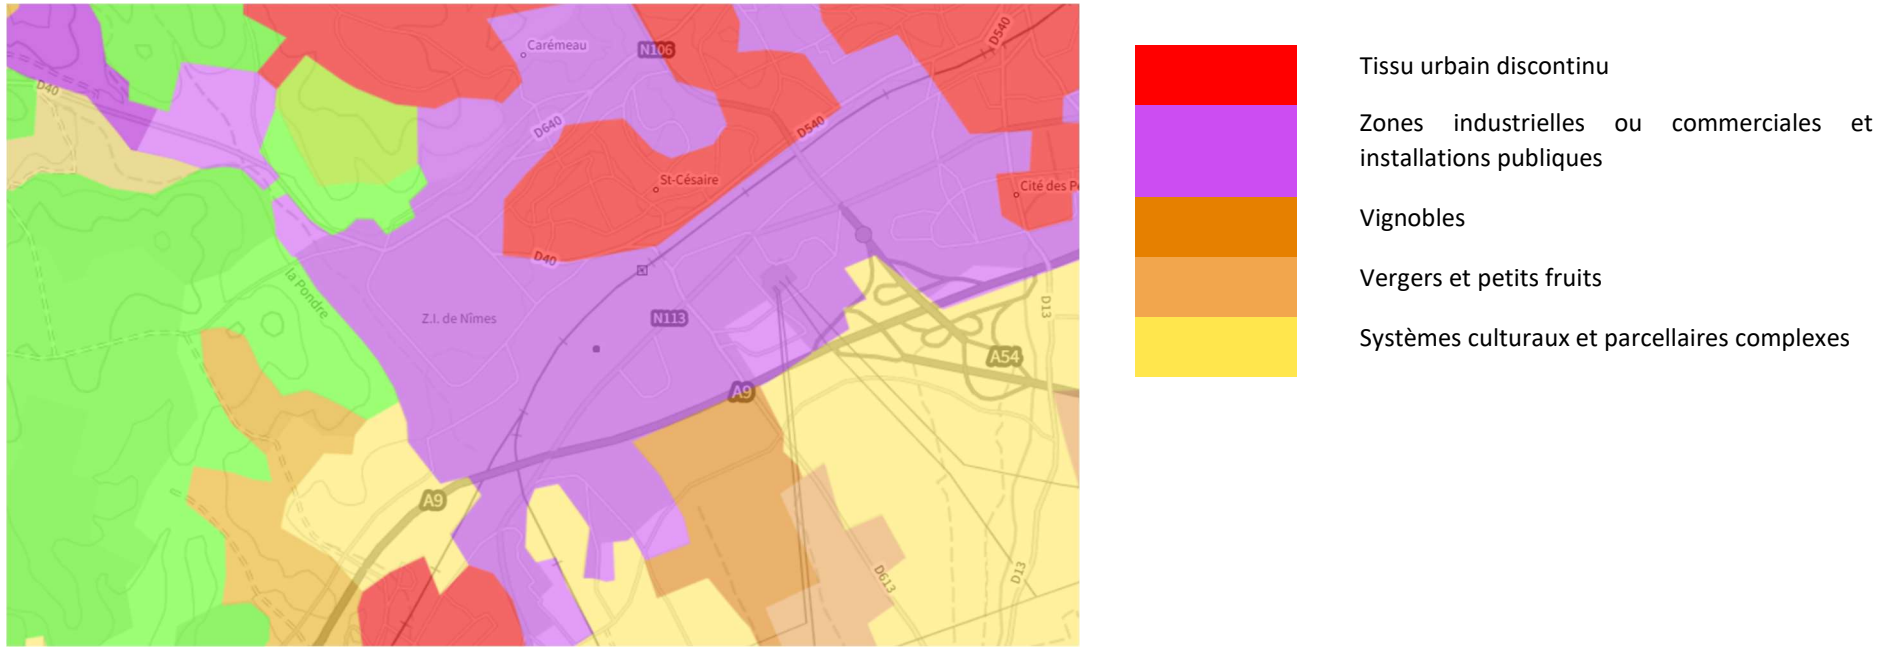 Carémeau
N106
D540
D40
D640
D540
St-Césaire
Cité des Pe
D40
la Pondre
Z.I. de Nîmes
N113
D13
A54
A9
A9
D613
D13
Tissu urbain discontinu
Zones industrielles ou commerciales et
installations publiques
Vignobles
Vergers et petits fruits
Systèmes culturaux et parcellaires complexes